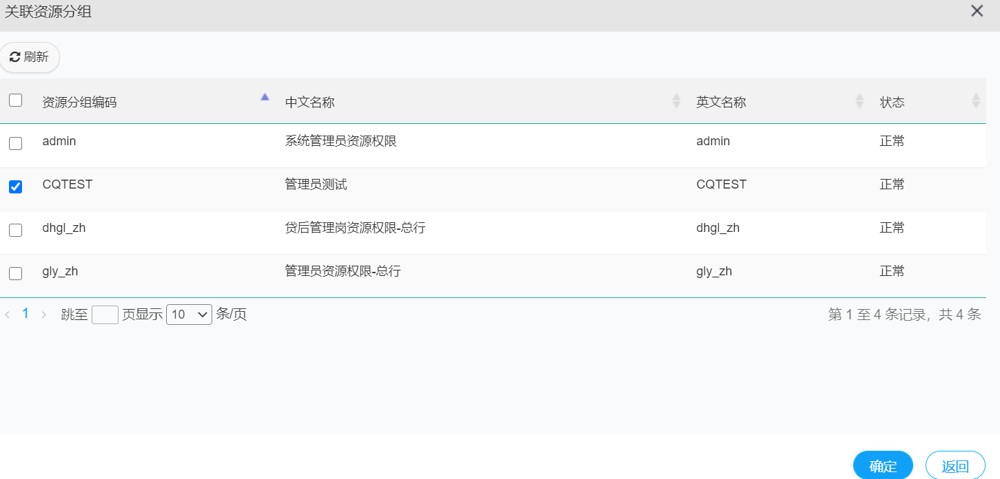 关联资源分组
刷新
资源分组编码 中文名称 英文名称 状态
admin 系统管理员资源权限 admin 正常
CQTEST 管理员测试 CQTEST 正常
dhgl_zh 贷后管理岗资源权限-总行 dhgl_zh 正常
gly_zh 管理员资源权限-总行 gly_zh 正常
1 跳至 页显示 10 条/页 第 1 至 4 条记录，共 4 条
确定 返回